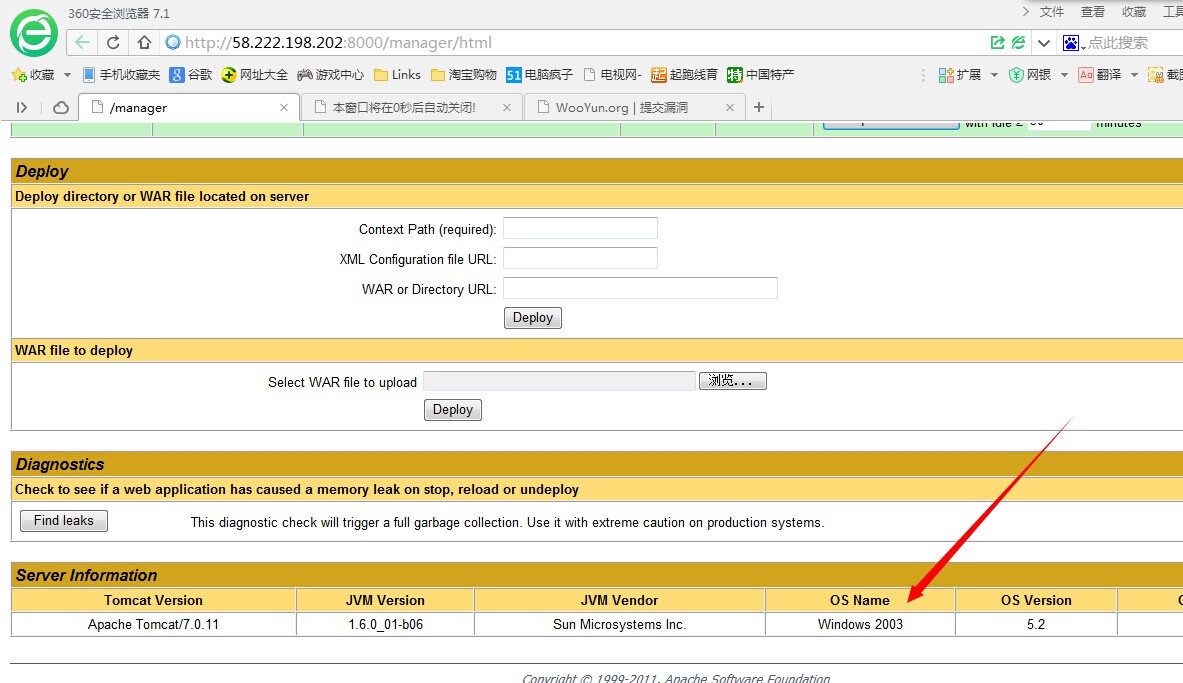 360安全浏览器 7.1
文件 查看 收藏
http://58.222.198.202:8000/manager/html
点此搜索
收藏 手机收藏夹 谷歌 网址大全 游戏中心 Links 淘宝购物 51 电脑疯子 电视网- 起 起跑线育 特 中国特产 扩展 网银 Aa 翻译
/manager 本窗口将在0秒后自动关闭! WooYun.org | 提交漏洞
with idle ≥ minutes
Deploy
Deploy directory or WAR file located on server
Context Path (required):
XML Configuration file URL:
WAR or Directory URL:
Deploy
WAR file to deploy
Select WAR file to upload 浏览...
Deploy
Diagnostics
Check to see if a web application has caused a memory leak on stop, reload or undeploy
Find leaks This diagnostic check will trigger a full garbage collection. Use it with extreme caution on production systems.
Server Information
Tomcat Version JVM Version JVM Vendor OS Name OS Version
Apache Tomcat/7.0.11 1.6.0_01-b06 Sun Microsystems Inc. Windows 2003 5.2
Copyright © 1999-2011, Apache Software Foundation